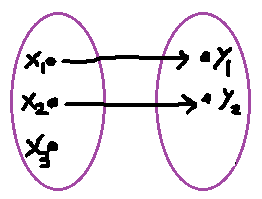 X₁ Y₁
X₂ Y₂
X₃